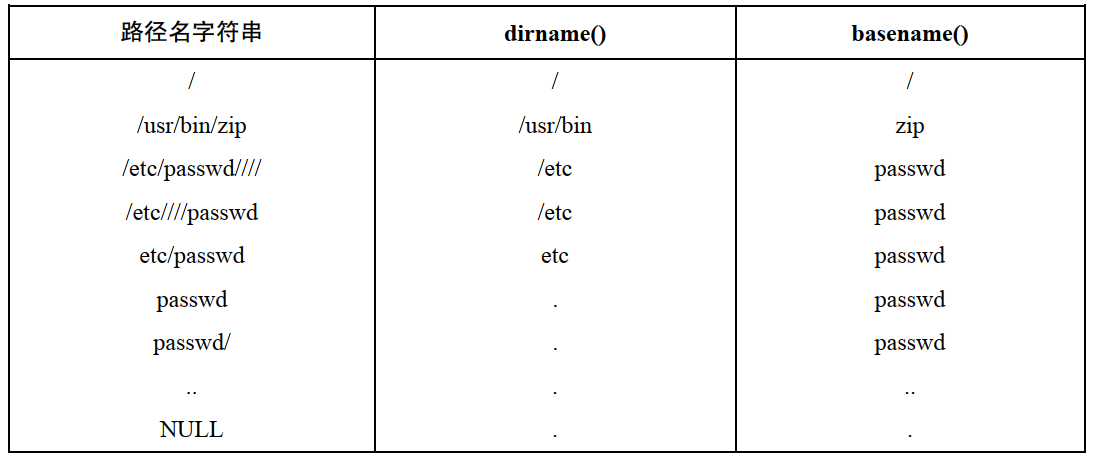 路径名字符串 dirname() basename()
/ / /
/usr/bin/zip /usr/bin zip
/etc/passwd//// /etc passwd
/etc////passwd /etc passwd
etc/passwd etc passwd
passwd . passwd
passwd/ . passwd
.. . ..
NULL . .